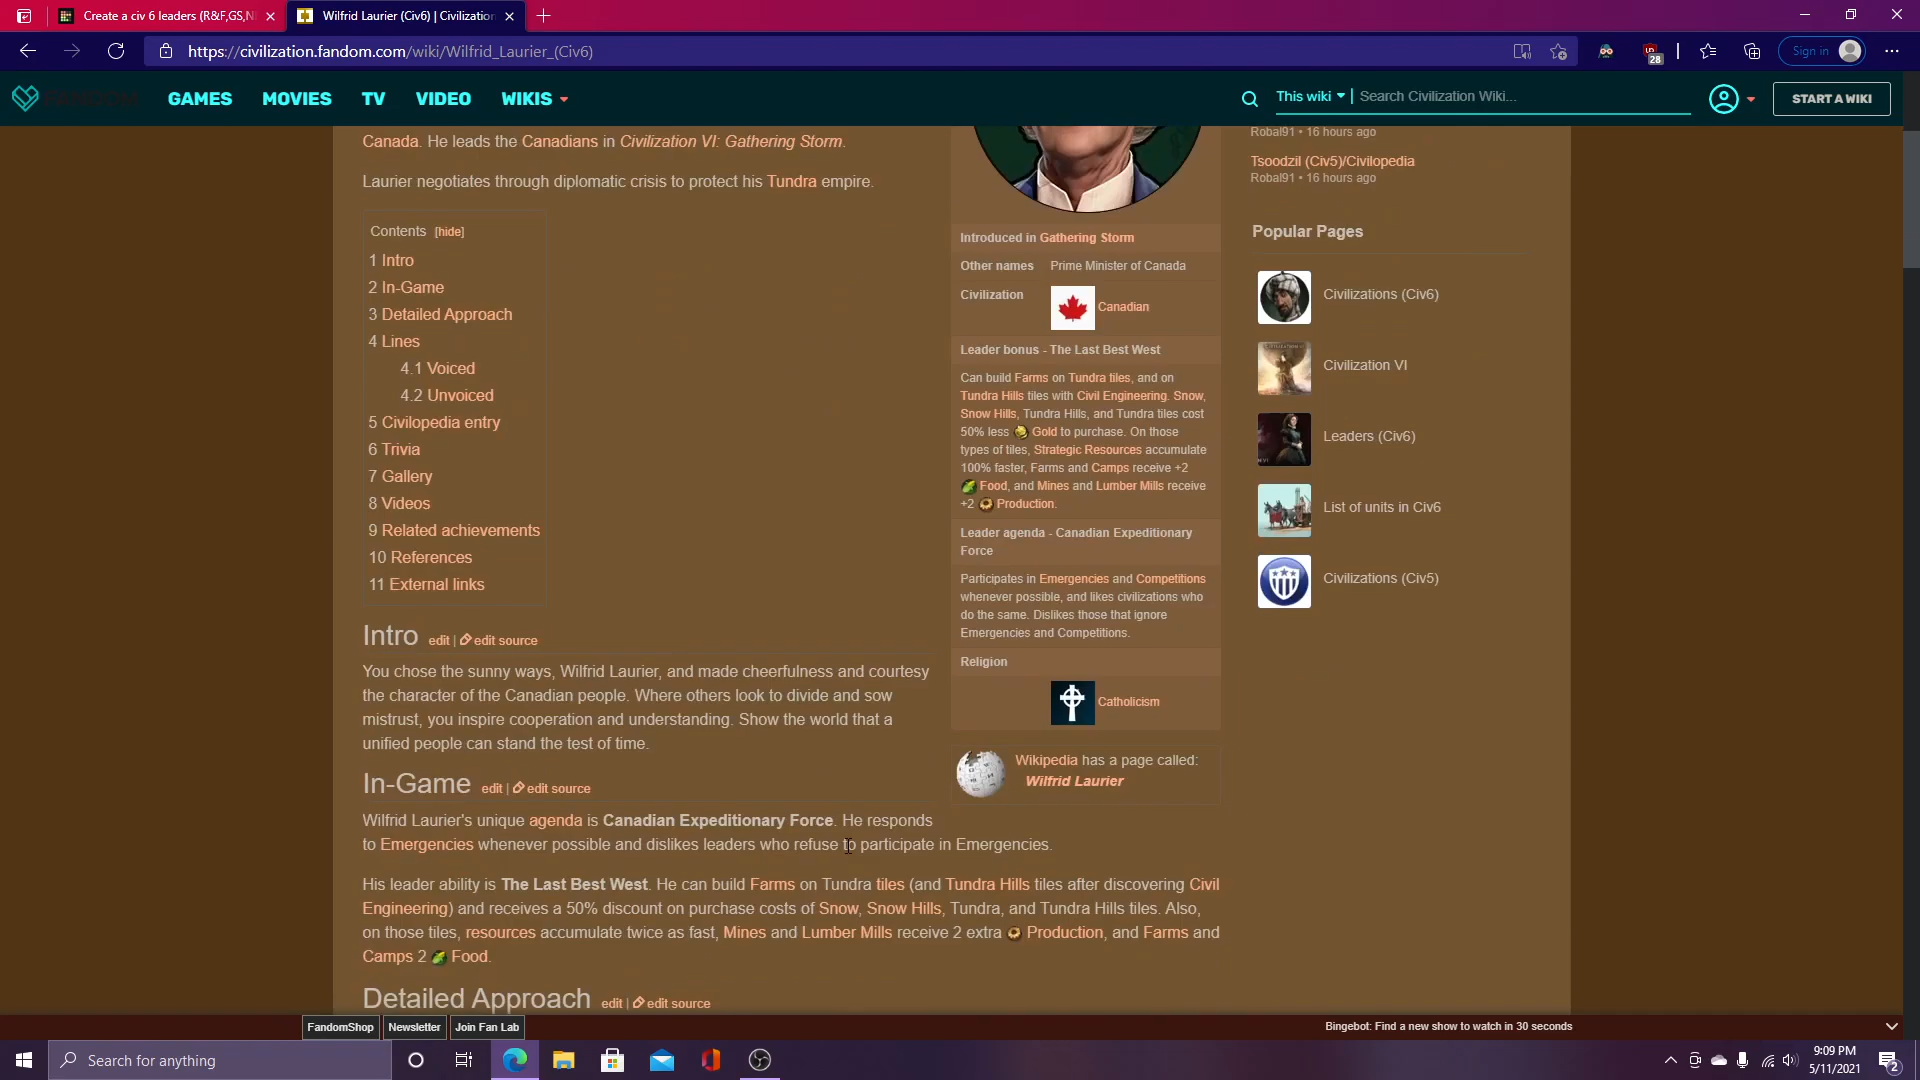 Create a civ 6 leaders (R&F,GS,N
Wilfrid Laurier (Civ6) | Civilization
https://civilization.fandom.com/wiki/Wilfrid_Laurier_(Civ6)
28
Sign in
GAMES
MOVIES
TV
VIDEO
WIKIS
This wiki
Search Civilization Wiki...
START A WIKI
Canada. He leads the Canadians in Civilization VI: Gathering Storm.
Laurier negotiates through diplomatic crisis to protect his Tundra empire.
Contents [hide]
1 Intro
2 In-Game
3 Detailed Approach
4 Lines
4.1 Voiced
4.2 Unvoiced
5 Civilopedia entry
6 Trivia
7 Gallery
8 Videos
9 Related achievements
10 References
11 External links
Intro edit | edit source
You chose the sunny ways, Wilfrid Laurier, and made cheerfulness and courtesy
the character of the Canadian people. Where others look to divide and sow
mistrust, you inspire cooperation and understanding. Show the world that a
unified people can stand the test of time.
In-Game edit | edit source
Wilfrid Laurier's unique agenda is Canadian Expeditionary Force. He responds
to Emergencies whenever possible and dislikes leaders who refuse to participate in Emergencies.
His leader ability is The Last Best West. He can build Farms on Tundra tiles (and Tundra Hills tiles after discovering Civil
Engineering) and receives a 50% discount on purchase costs of Snow, Snow Hills, Tundra, and Tundra Hills tiles. Also,
on those tiles, resources accumulate twice as fast, Mines and Lumber Mills receive 2 extra Production, and Farms and
Camps 2 Food.
Detailed Approach edit | edit source
Introduced in Gathering Storm
Other names Prime Minister of Canada
Civilization Canadian
Leader bonus - The Last Best West
Can build Farms on Tundra tiles, and on
Tundra Hills tiles with Civil Engineering. Snow,
Snow Hills, Tundra Hills, and Tundra tiles cost
50% less Gold to purchase. On those
types of tiles, Strategic Resources accumulate
100% faster, Farms and Camps receive +2
Food, and Mines and Lumber Mills receive
+2 Production.
Leader agenda - Canadian Expeditionary
Force
Participates in Emergencies and Competitions
whenever possible, and likes civilizations who
do the same. Dislikes those that ignore
Emergencies and Competitions.
Religion
Catholicism
Wikipedia has a page called:
Wilfrid Laurier
Robal91 • 16 hours ago
Tsoodzil (Civ5)/Civilopedia
Robal91 • 16 hours ago
Popular Pages
Civilizations (Civ6)
Civilization VI
Leaders (Civ6)
List of units in Civ6
Civilizations (Civ5)
FandomShop
Newsletter
Join Fan Lab
Bingebot: Find a new show to watch in 30 seconds
Search for anything
9:09 PM
5/11/2021
2